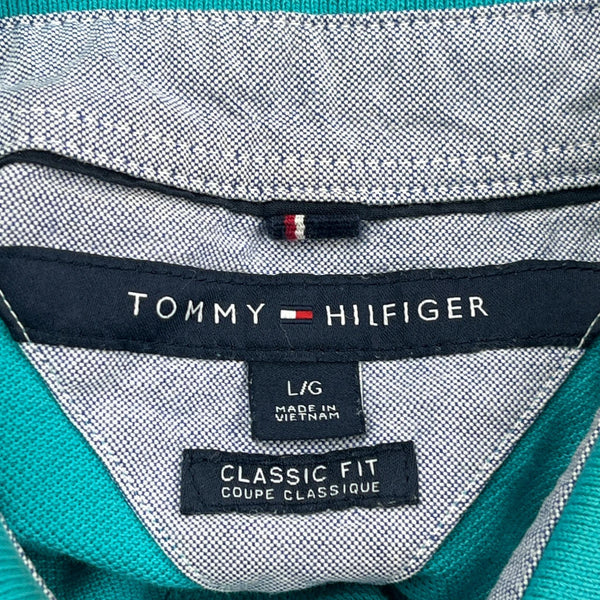 TOMMY HILFIGER
L/G
MADE IN
VIETNAM
CLASSIC FIT
COUPE CLASSIQUE